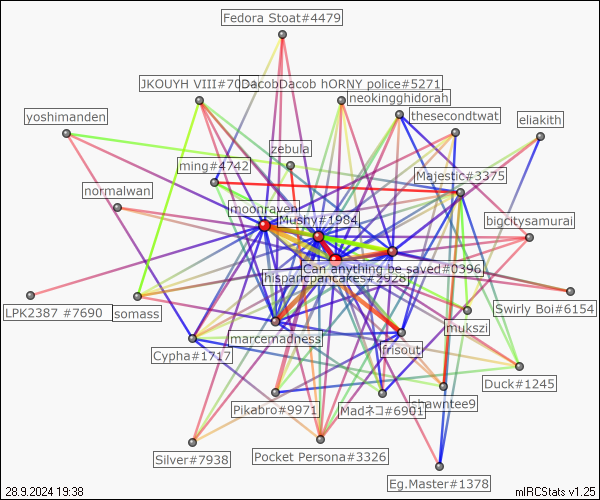 Fedora Stoat#4479
JKOUYH VIII#70
DacobDacob hORNY police#5271
neokingghidorah
yoshimanden
thesecondtwat
eliakith
zebula
ming#4742
Majestic#3375
normalwan
moonraven
Mushy#1984
bigcitysamurai
Can anything be saved#0396
hispancpancakes#2928
LPK2387 #7690
somass
Swirly Boi#6154
mukszi
marcemadness
frisout
Cypha#1717
Duck#1245
Pikabro#9971
Madネコ#6901
shawntee9
Silver#7938
Pocket Persona#3326
Eg.Master#1378
28.9.2024 19:38
mIRCStats v1.25